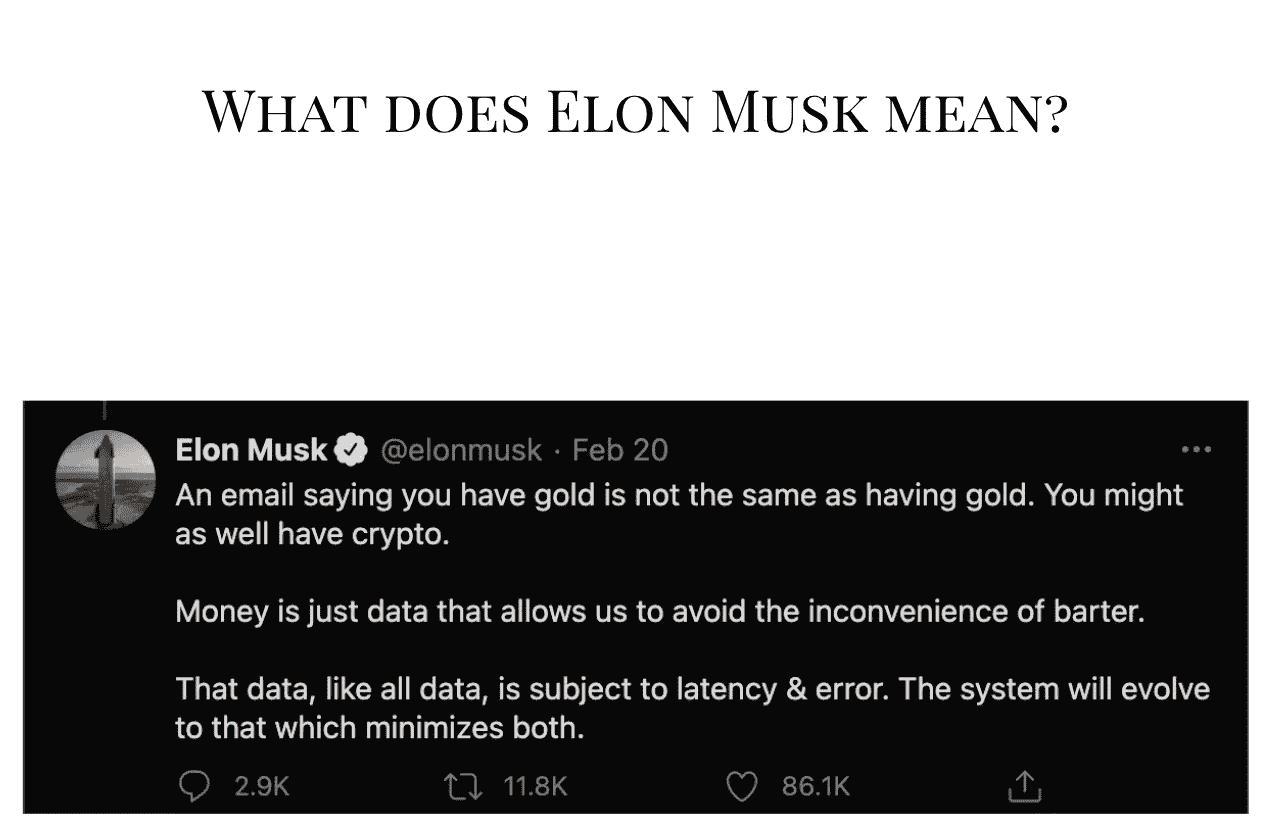 What does Elon Musk mean?
Elon Musk @elonmusk · Feb 20
An email saying you have gold is not the same as having gold. You might
as well have crypto.
Money is just data that allows us to avoid the inconvenience of barter.
That data, like all data, is subject to latency & error. The system will evolve
to that which minimizes both.
2.9K 11.8K 86.1K